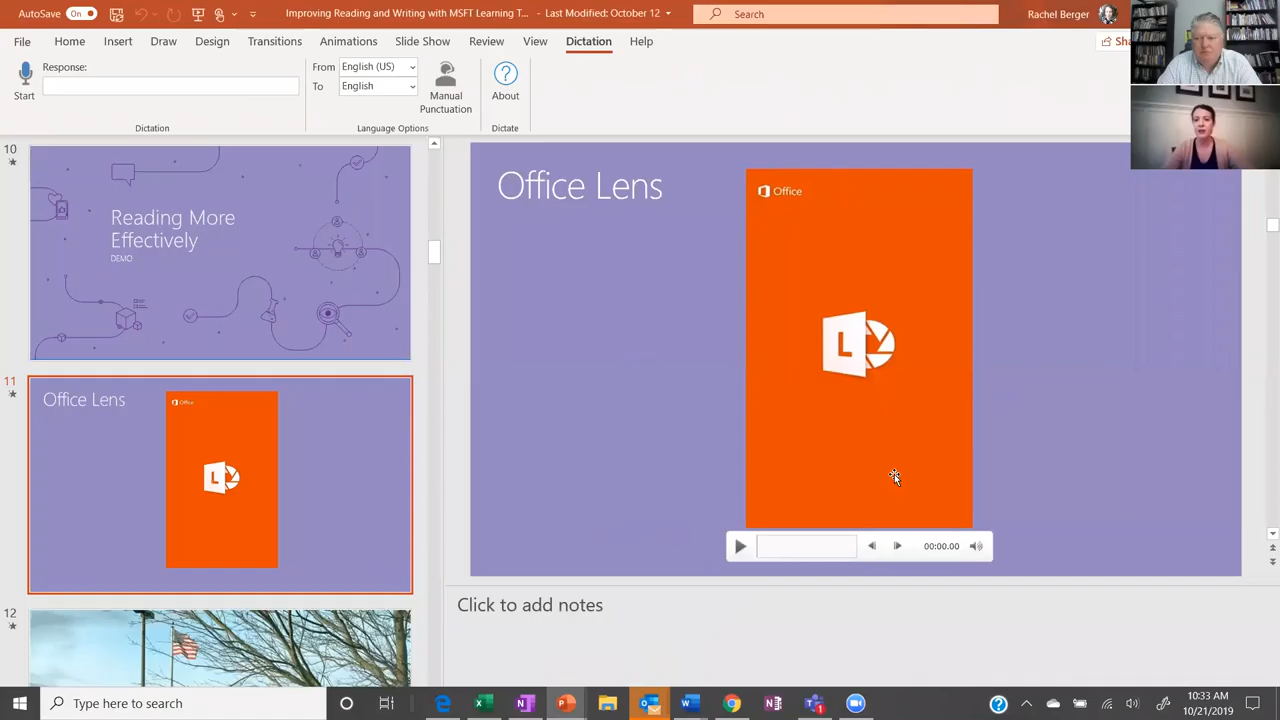 AutoSave On Improving Reading and Writing with MSFT Learning T... - Last Modified: October 12 Search Rachel Berger
File Home Insert Draw Design Transitions Animations Slide Show Review View Dictation Help Sha
Response:
Start
From English (US)
To English
Manual
Punctuation
About
Dictation Language Options Dictate
10
Reading More
Effectively
DEMO
11
Office Lens
Office
L
12
Office Lens
Office
L
00:00.00
Click to add notes
Type here to search
10:33 AM
10/21/2019